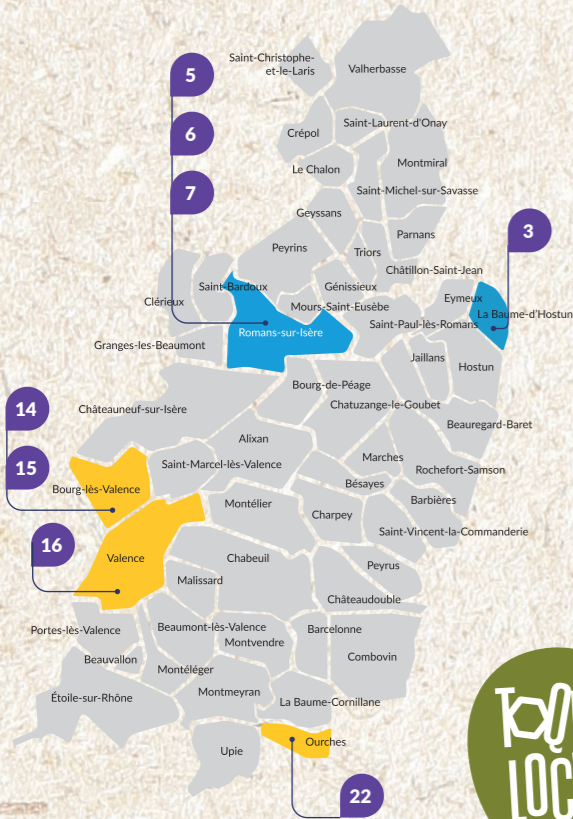 Saint-Christophe-
et-le-Laris
Valherbasse
5
6
7
Crépol
Saint-Laurent-d'Onay
Le Chalon
Montmiral
Saint-Michel-sur-Savasse
Geyssans
Parnans
3
Peyrins
Triors
Châtillon-Saint-Jean
Saint-Bardoux
Génissieux
Eymeux
Clérieux
Mours-Saint-Eusèbe
La Baume-d'Hostun
Romans-sur-Isère
Saint-Paul-lès-Romans
Granges-les-Beaumont
Jaillans
Hostun
Bourg-de-Péage
Châteauneuf-sur-Isère
Chatuzange-le-Goubet
14
Beauregard-Baret
Alixan
Marches
15
Saint-Marcel-lès-Valence
Rochefort-Samson
Bourg-lès-Valence
Bésayes
Barbières
Montélier
Charpey
Saint-Vincent-la-Commanderie
16
Valence
Chabeuil
Peyrus
Malissard
Châteaudouble
Portes-lès-Valence
Beaumont-lès-Valence
Barcelonne
Montvendre
Beauvallon
Combovin
Montéléger
Étoile-sur-Rhône
Montmeyran
La Baume-Cornillane
Ourches
Upie
22